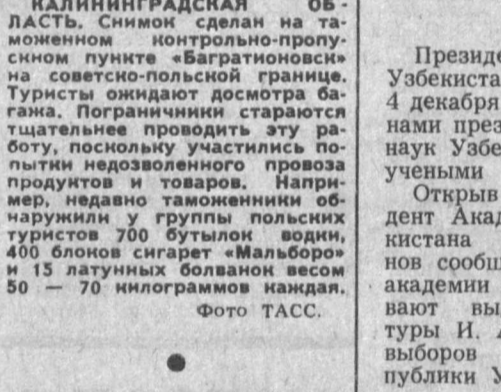 КАЛИНИНГРАДСКАЯ ОБ-
ЛАСТЬ. Снимок сделан на та-
моженном контрольно-пропу-
скном пункте «Багратионовск»
на советско-польской границе.
Туристы ожидают досмотра ба-
гажа. Пограничники стараются
тщательнее проводить эту ра-
боту, поскольку участились по-
пытки недозволенного провоза
продуктов и товаров. Напри-
мер, недавно таможенники об-
наружили у группы польских
туристов 700 бутылок водки,
400 блоков сигарет «Мальборо»
и 15 латунных болванок весом
50 — 70 килограммов каждая.
Фото ТАСС.
Президе
Узбекиста
4 декабря
нами през
наук Узбе
учеными
Открыв
дент Акад
кистана
нов сообщ
академии
вают вы
туры И.
выборов
публики У